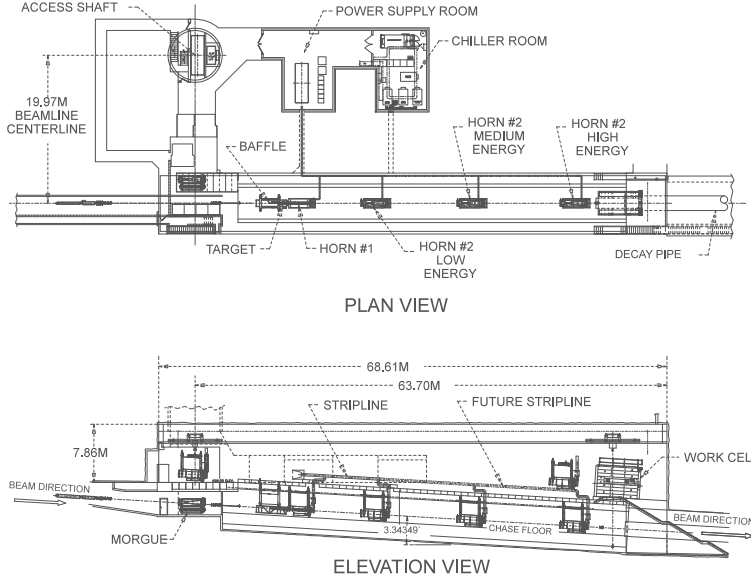 ACCESS SHAFT
POWER SUPPLY ROOM
CHILLER ROOM
19.97M
BEAMLINE
CENTERLINE
HORN #2
MEDIUM
ENERGY
HORN #2
HIGH
ENERGY
BAFFLE
TARGET
HORN #1
HORN #2
LOW
ENERGY
DECAY PIPE
PLAN VIEW
68.61M
63.70M
STRIPLINE
FUTURE STRIPLINE
7.86M
WORK CEL
BEAM DIRECTION
BEAM DIRECTION
MORGUE
3.34349°
CHASE FLOOR
ELEVATION VIEW